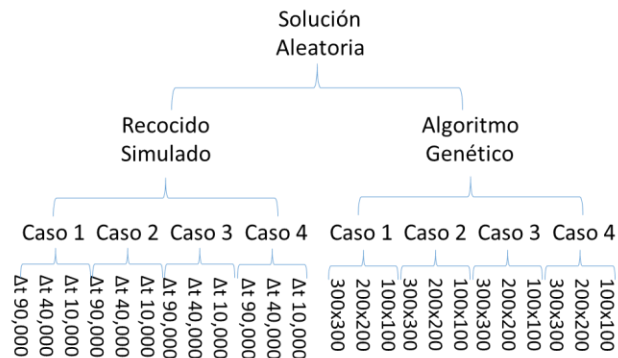 Solución
Aleatoria
Recocido
Simulado
Algoritmo
Genético
Caso 1
Caso 2
Caso 3
Caso 4
Caso 1
Caso 2
Caso 3
Caso 4
Δt 90,000
Δt 40,000
Δt 10,000
Δt 90,000
Δt 40,000
Δt 10,000
Δt 90,000
Δt 40,000
Δt 10,000
Δt 90,000
Δt 40,000
Δt 10,000
300x300
200x200
100x100
300x300
200x200
100x100
300x300
200x200
100x100
300x300
200x200
100x100